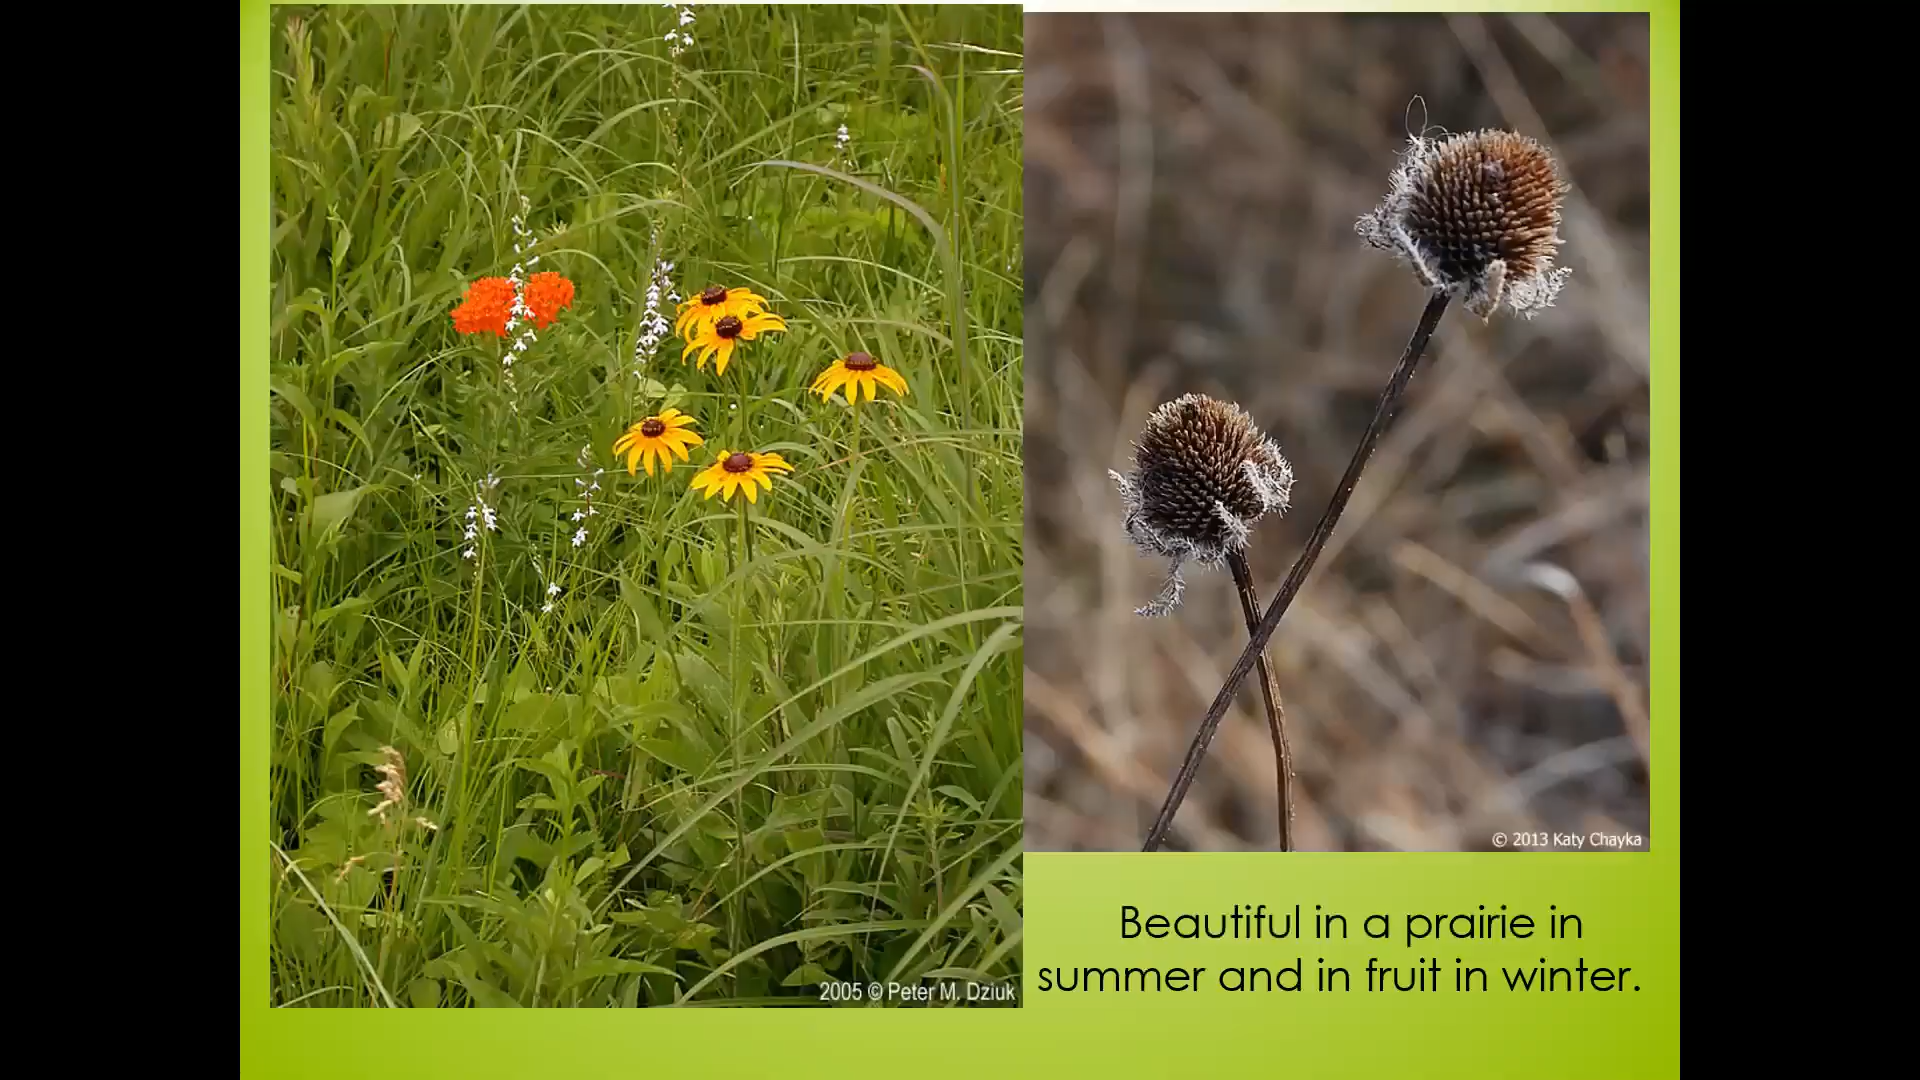 2005 © Peter M. Dziuk
© 2013 Katy Chayka
Beautiful in a prairie in
summer and in fruit in winter.